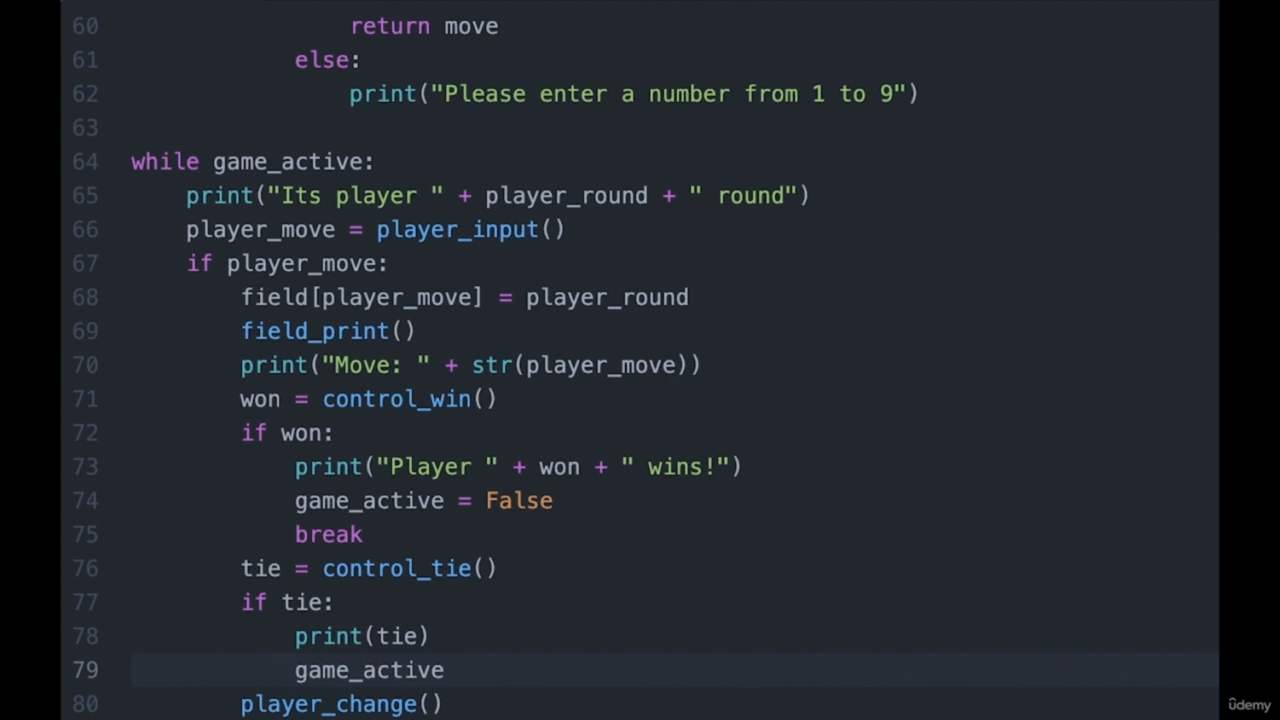 60 return move
61 else:
62 print("Please enter a number from 1 to 9")
63
64 while game_active:
65 print("Its player " + player_round + " round")
66 player_move = player_input()
67 if player_move:
68 field[player_move] = player_round
69 field_print()
70 print("Move: " + str(player_move))
71 won = control_win()
72 if won:
73 print("Player " + won + " wins!")
74 game_active = False
75 break
76 tie = control_tie()
77 if tie:
78 print(tie)
79 game_active
80 player_change()
ûdemy